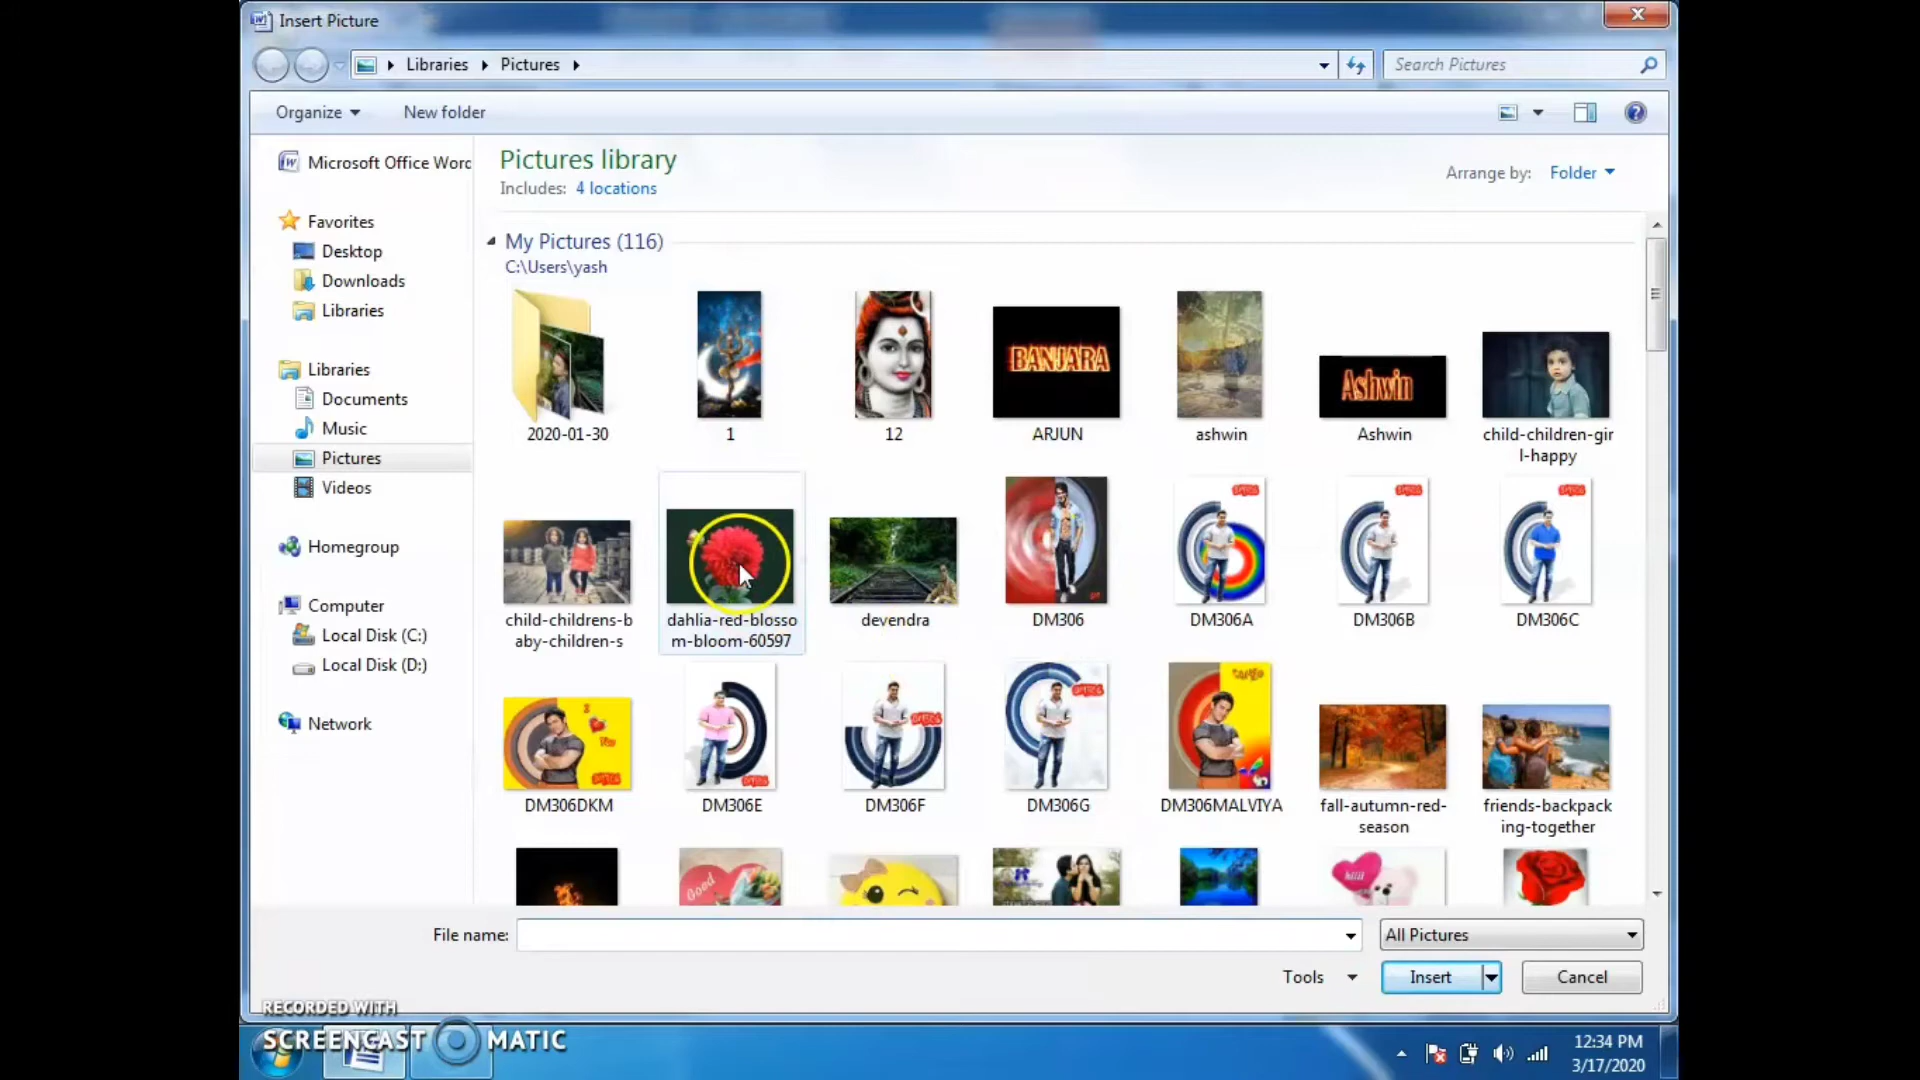 Insert Picture
Libraries Pictures
Search Pictures
Organize New folder
Microsoft Office Word
Pictures library
Includes: 4 locations
Arrange by: Folder
Favorites
Desktop
Downloads
Libraries
Libraries
Documents
Music
Pictures
Videos
Homegroup
Computer
Local Disk (C:)
Local Disk (D:)
Network
My Pictures (116)
C:\Users\yash
BANJARA
Ashwin
2020-01-30 1 12 ARJUN ashwin Ashwin child-children-gir
l-happy
DM306 DM306 DM306
child-childrens-b dahlia-red-blosso devendra DM306 DM306A DM306B DM306C
aby-children-s m-bloom-60597
DM306DKM DM306E DM306F DM306G DM306MALVIYA fall-autumn-red- friends-backpack
season ing-together
Good
File name: All Pictures
Tools Insert Cancel
RECORDED WITH
SCREENCAST MATIC
12:34 PM
3/17/2020